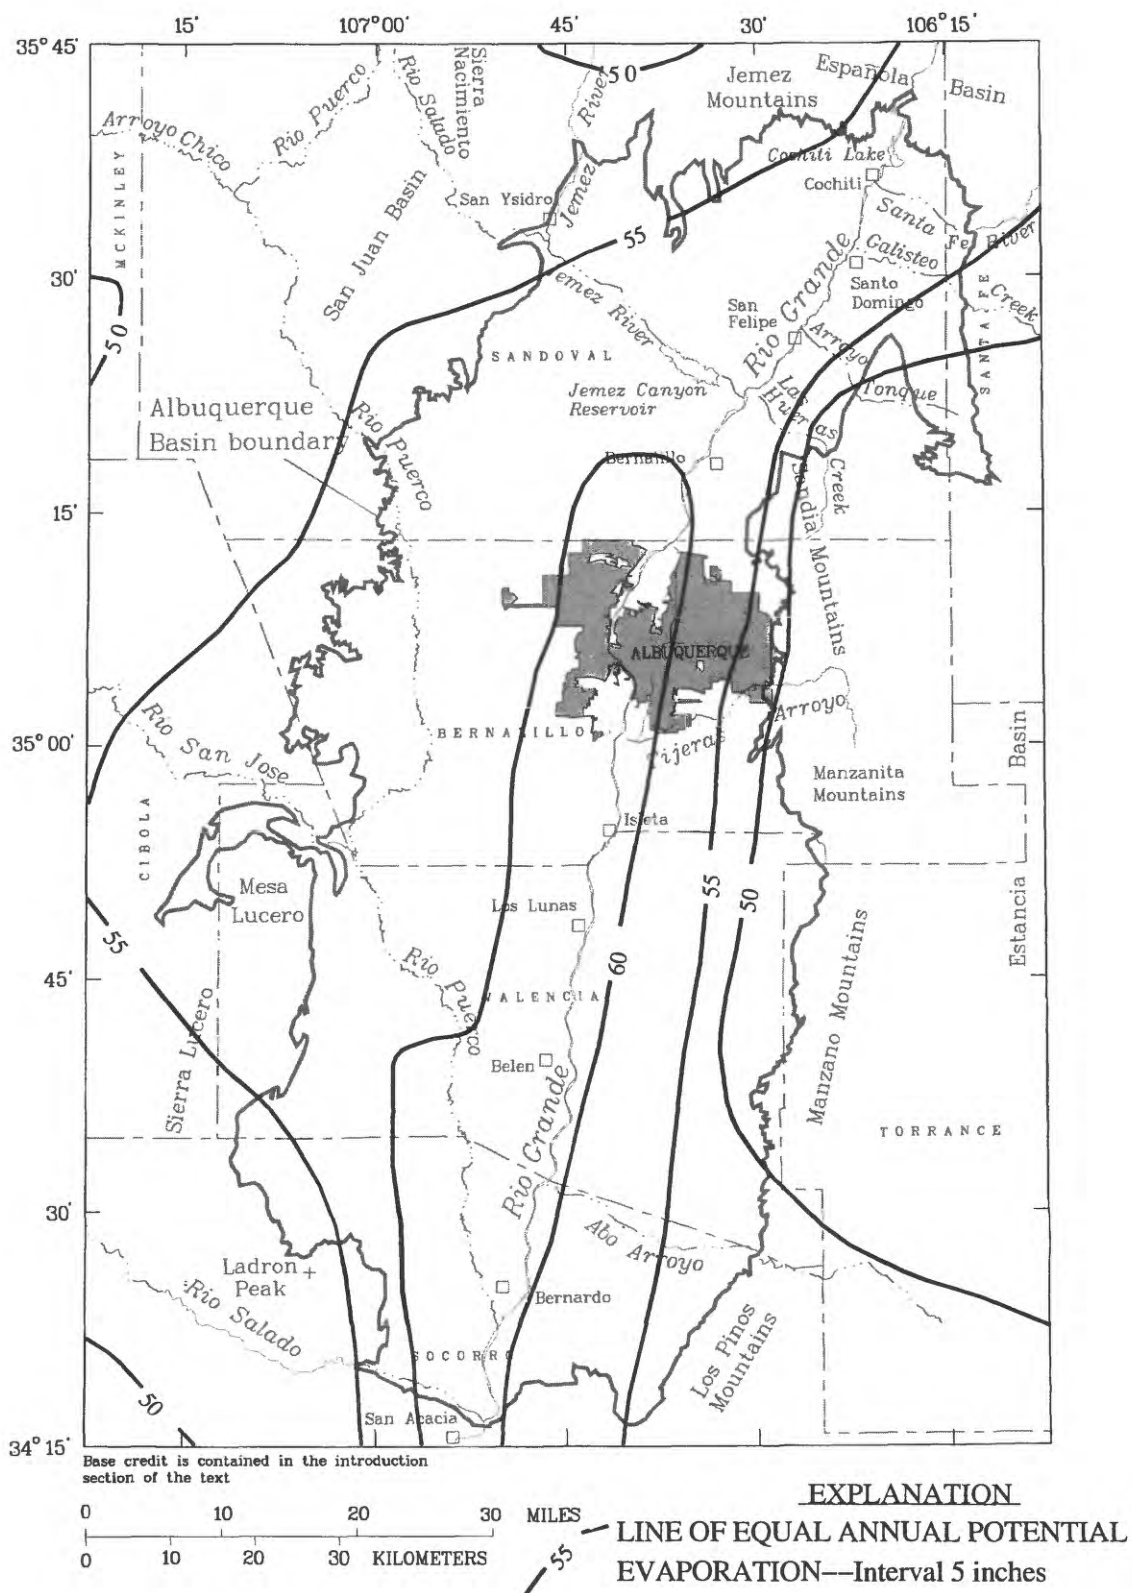 15'
107° 00'
45'
30'
106° 15'
35° 45'
50
Jemez
Mountains
Española
Basin
Sierra
Nacimiento
Rio Puerco
Rio
Salado
River
Arroyo Chico
MCKINLEY
San Juan Basin
San Ysidro
Jemez
Cochiti Lake
Cochiti
Santa
Fe River
55
Galisteo
Creek
30'
50
Jemez River
San
Felipe
Rio Grande
Santo
Domingo
SANTA FE
SANDOVAL
Arroyo
Tonque
Las
Huertas
Creek
Jemez Canyon
Reservoir
Albuquerque
Basin boundary
Rio Puerco
Bernalillo
Sandia Mountains
15'
ALBUQUERQUE
BERNALILLO
Tijeras
Arroyo
35° 00'
Rio San Jose
Manzanita
Mountains
Estancia Basin
CIBOLA
Isleta
Mesa
Lucero
55
Los Lunas
55
50
60
45'
Rio Puerco
VALENCIA
Sierra Lucero
Belen
Rio Grande
Manzano Mountains
TORRANCE
30'
Abo Arroyo
Ladron
Peak
Bernardo
Rio Salado
SOCORRO
Los Pinos
Mountains
50
San Acacia
34° 15'
Base credit is contained in the introduction
section of the text
0 10 20 30 MILES
0 10 20 30 KILOMETERS
EXPLANATION
55
LINE OF EQUAL ANNUAL POTENTIAL
EVAPORATION––Interval 5 inches